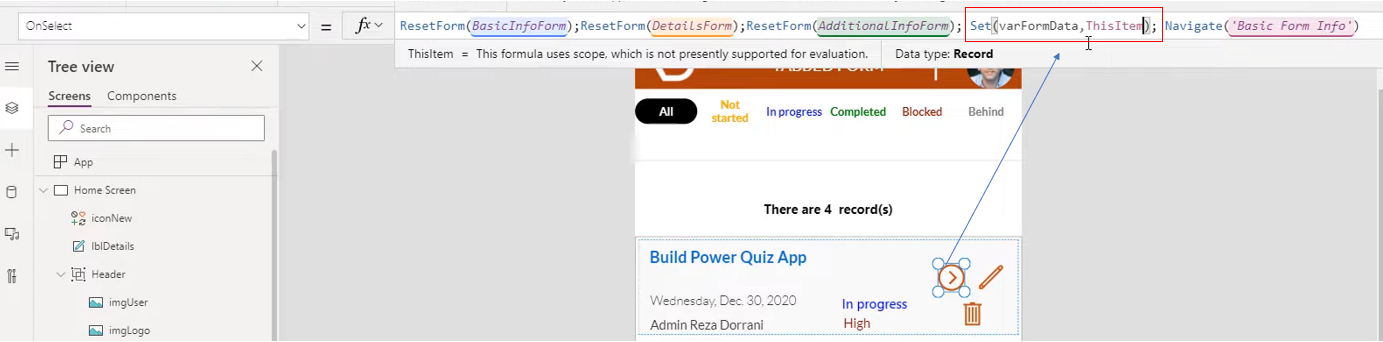 OnSelect
=
fx
ResetForm(BasicInfoForm);ResetForm(DetailsForm);ResetForm(AdditionalInfoForm); Set(varFormData,ThisItem); Navigate('Basic Form Info')
ThisItem = This formula uses scope, which is not presently supported for evaluation.
Data type: Record
Tree view
Screens
Components
Search
App
Home Screen
iconNew
lblDetails
Header
imgUser
imgLogo
All
Not
started
In progress
Completed
Blocked
Behind
There are 4 record(s)
Build Power Quiz App
Wednesday, Dec. 30, 2020
In progress
Admin Reza Dorrani
High